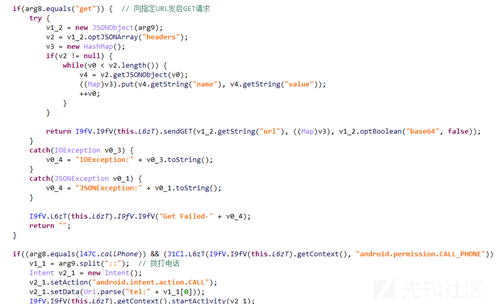 if(arg8.equals("get")) {  // 向指定URL发启GET请求
    try {
        v1_2 = new JSONObject(arg9);
        v2 = v1_2.optJSONArray("headers");
        v3 = new HashMap();
        if(v2 != null) {
            while(v0 < v2.length()) {
                v4 = v2.getJSONObject(v0);
                ((Map)v3).put(v4.getString("name"), v4.getString("value"));
                ++v0;
            }
        }

        return I9fV.I9fV(this.L6zT).sendGET(v1_2.getString("url"), ((Map)v3), v1_2.optBoolean("base64", false));
    }
    catch(IOException v0_3) {
        v0_4 = "IOException:" + v0_3.toString();
    }
    catch(JSONException v0_1) {
        v0_4 = "JSONException:" + v0_1.toString();
    }

    I9fV.L6zT(this.L6zT).I9fV.I9fV("Get Failed-" + v0_4);
    return "";
}

if((arg8.equals(l47C.callPhone)) && (J1Cl.L6zT(I9fV.I9fV(this.L6zT).getContext(), "android.permission.CALL_PHONE"))
    v1_1 = arg9.split("::");  // 拨打电话
    Intent v2_1 = new Intent();
    v2_1.setAction("android.intent.action.CALL");
    v2_1.setData(Uri.parse("tel:" + v1_1[0]));
    I9fV.I9fV(this.L6zT).getContext().startActivity(v2_1);
先知社区